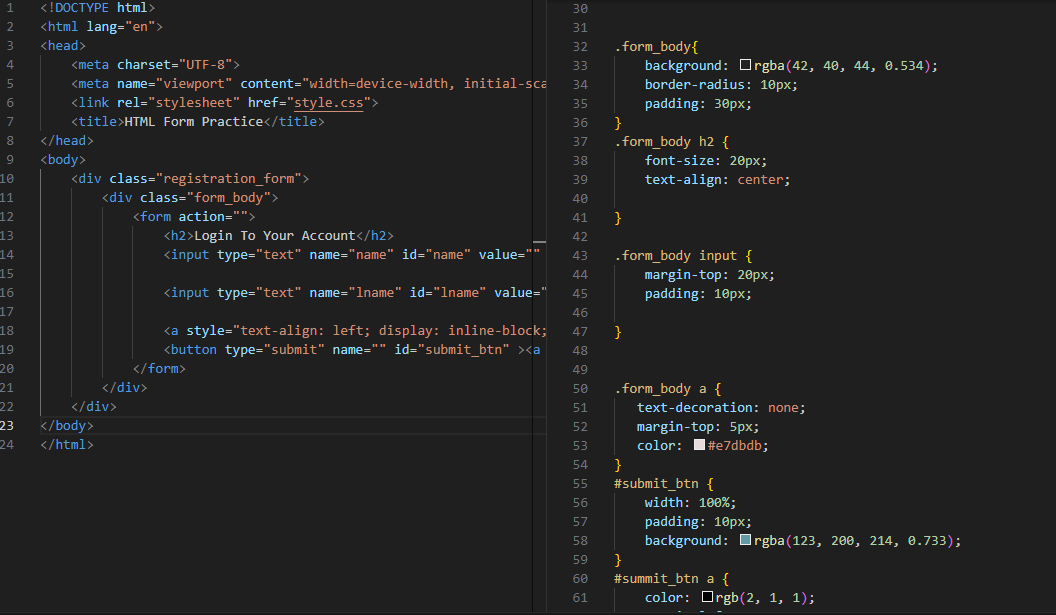 1 <!DOCTYPE html>
2 <html lang="en">
3 <head>
4 <meta charset="UTF-8">
5 <meta name="viewport" content="width=device-width, initial-sca
6 <link rel="stylesheet" href="style.css">
7 <title>HTML Form Practice</title>
8 </head>
9 <body>
10 <div class="registration_form">
11 <div class="form_body">
12 <form action="">
13 <h2>Login To Your Account</h2>
14 <input type="text" name="name" id="name" value=""
15
16 <input type="text" name="lname" id="lname" value="
17
18 <a style="text-align: left; display: inline-block;
19 <button type="submit" name="" id="submit_btn" ><a
20 </form>
21 </div>
22 </div>
23 </body>
24 </html>
30
31
32 .form_body{
33 background: rgba(42, 40, 44, 0.534);
34 border-radius: 10px;
35 padding: 30px;
36 }
37 .form_body h2 {
38 font-size: 20px;
39 text-align: center;
40
41 }
42
43 .form_body input {
44 margin-top: 20px;
45 padding: 10px;
46
47 }
48
49
50 .form_body a {
51 text-decoration: none;
52 margin-top: 5px;
53 color: #e7dbdb;
54 }
55 #submit_btn {
56 width: 100%;
57 padding: 10px;
58 background: rgba(123, 200, 214, 0.733);
59 }
60 #summit_btn a {
61 color: rgb(2, 1, 1);